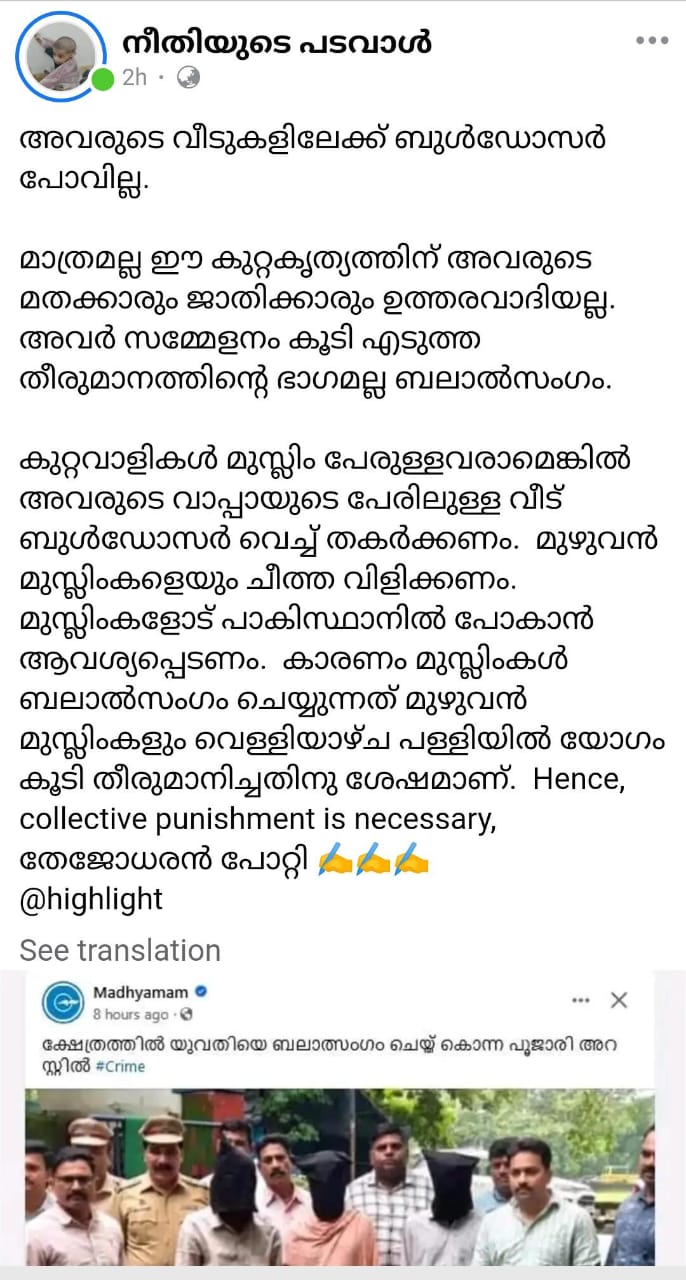 നീതിയുടെ പടവാൾ
2h ·
അവരുടെ വീടുകളിലേക്ക് ബുൾഡോസർ
പോവില്ല.
മാത്രമല്ല ഈ കുറ്റകൃത്യത്തിന് അവരുടെ
മതക്കാരും ജാതിക്കാരും ഉത്തരവാദിയല്ല.
അവർ സമ്മേളനം കൂടി എടുത്ത
തീരുമാനത്തിന്റെ ഭാഗമല്ല ബലാൽസംഗം.
കുറ്റവാളികൾ മുസ്ലിം പേരുള്ളവരാമെങ്കിൽ
അവരുടെ വാപ്പായുടെ പേരിലുള്ള വീട്
ബുൾഡോസർ വെച്ച് തകർക്കണം. മുഴുവൻ
മുസ്ലിംകളെയും ചീത്ത വിളിക്കണം.
മുസ്ലിംകളോട് പാകിസ്ഥാനിൽ പോകാൻ
ആവശ്യപ്പെടണം. കാരണം മുസ്ലിംകൾ
ബലാൽസംഗം ചെയ്യുന്നത് മുഴുവൻ
മുസ്ലിംകളും വെള്ളിയാഴ്ച പള്ളിയിൽ യോഗം
കൂടി തീരുമാനിച്ചതിനു ശേഷമാണ്. Hence,
collective punishment is necessary,
തേജോധരൻ പോറ്റി ✍️✍️✍️
@highlight
See translation
Madhyamam
8 hours ago ·
ക്ഷേത്രത്തിൽ യുവതിയെ ബലാത്സംഗം ചെയ്ത് കൊന്ന പൂജാരി അറ
സ്റ്റിൽ #Crime